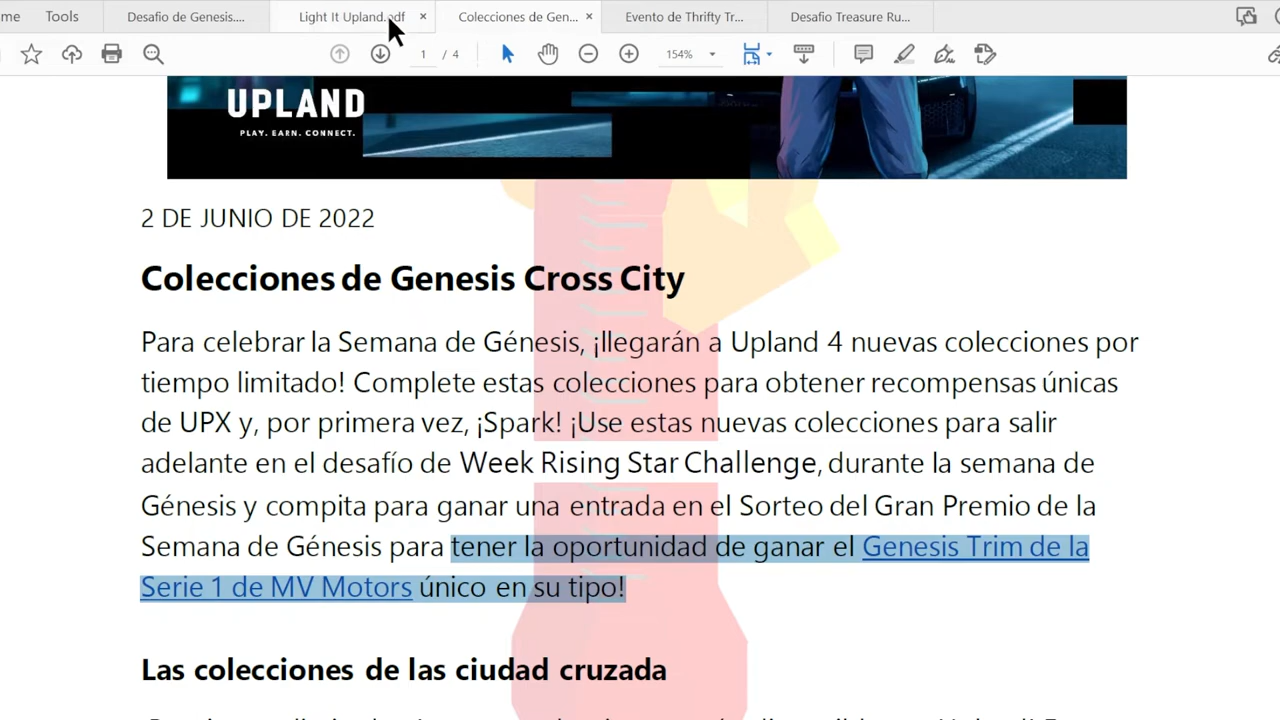 me Tools Desafio de Genesis.... Light It Upland.pdf × Colecciones de Gen... × Evento de Thrifty Tr... Desafio Treasure Ru...
1 / 4 154%
UPLAND
PLAY. EARN. CONNECT.
2 DE JUNIO DE 2022
Colecciones de Genesis Cross City
Para celebrar la Semana de Génesis, ¡llegarán a Upland 4 nuevas colecciones por
tiempo limitado! Complete estas colecciones para obtener recompensas únicas
de UPX y, por primera vez, ¡Spark! ¡Use estas nuevas colecciones para salir
adelante en el desafío de Week Rising Star Challenge, durante la semana de
Génesis y compita para ganar una entrada en el Sorteo del Gran Premio de la
Semana de Génesis para tener la oportunidad de ganar el Genesis Trim de la
Serie 1 de MV Motors único en su tipo!
Las colecciones de las ciudad cruzada